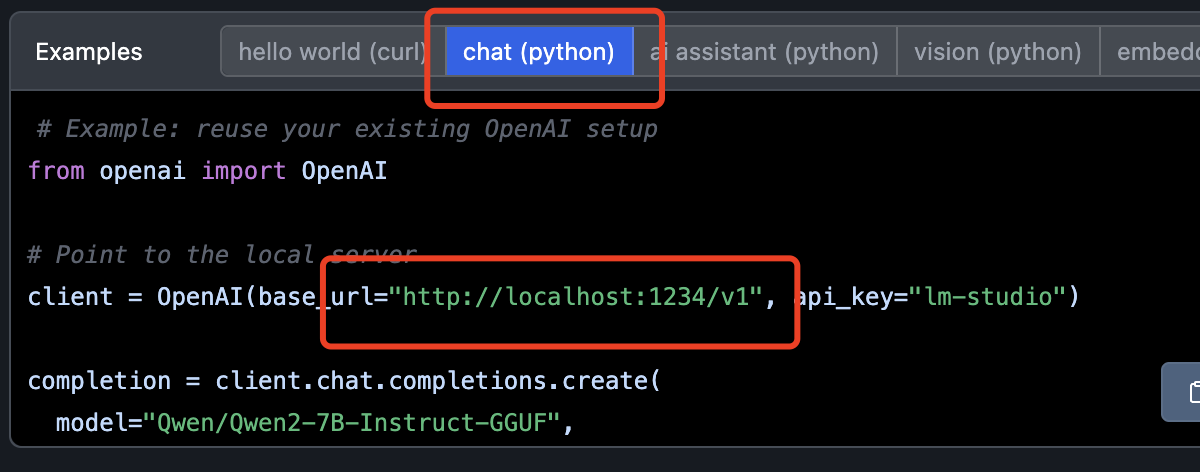 Examples hello world (curl) chat (python) ai assistant (python) vision (python)
# Example: reuse your existing OpenAI setup
from openai import OpenAI
# Point to the local server
client = OpenAI(base_url="http://localhost:1234/v1", api_key="lm-studio")
completion = client.chat.completions.create(
model="Qwen/Qwen2-7B-Instruct-GGUF",